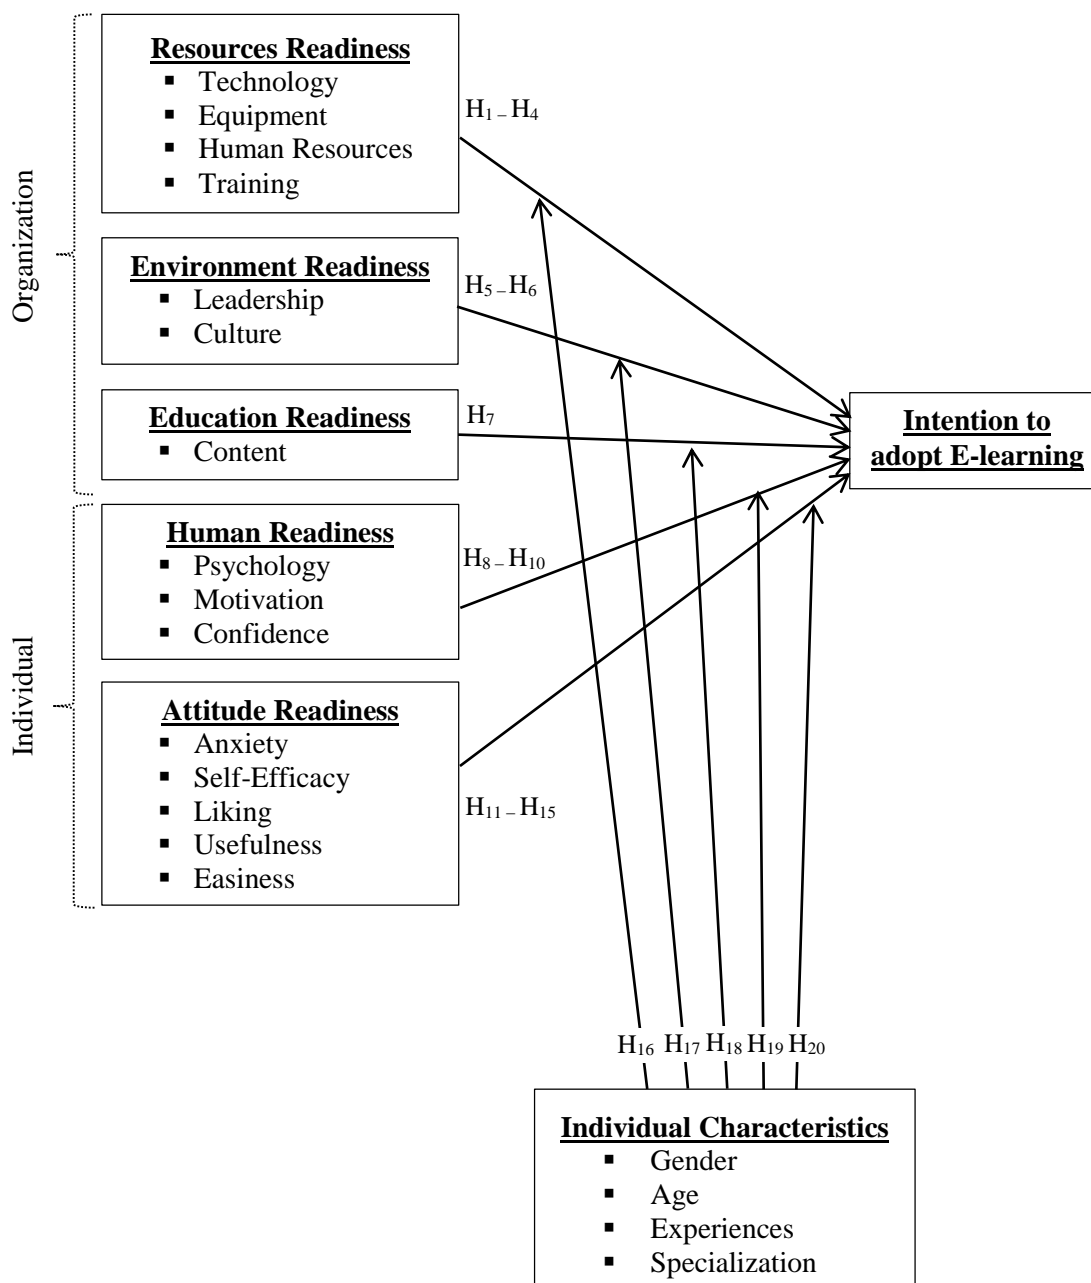 Organization
Resources Readiness
▪ Technology
▪ Equipment
▪ Human Resources
▪ Training
H1 – H4
Environment Readiness
▪ Leadership
▪ Culture
H5 – H6
Education Readiness
▪ Content
H7
Intention to
adopt E-learning
Individual
Human Readiness
▪ Psychology
▪ Motivation
▪ Confidence
H8 – H10
Attitude Readiness
▪ Anxiety
▪ Self-Efficacy
▪ Liking
▪ Usefulness
▪ Easiness
H11 – H15
H16 H17 H18 H19 H20
Individual Characteristics
▪ Gender
▪ Age
▪ Experiences
▪ Specialization